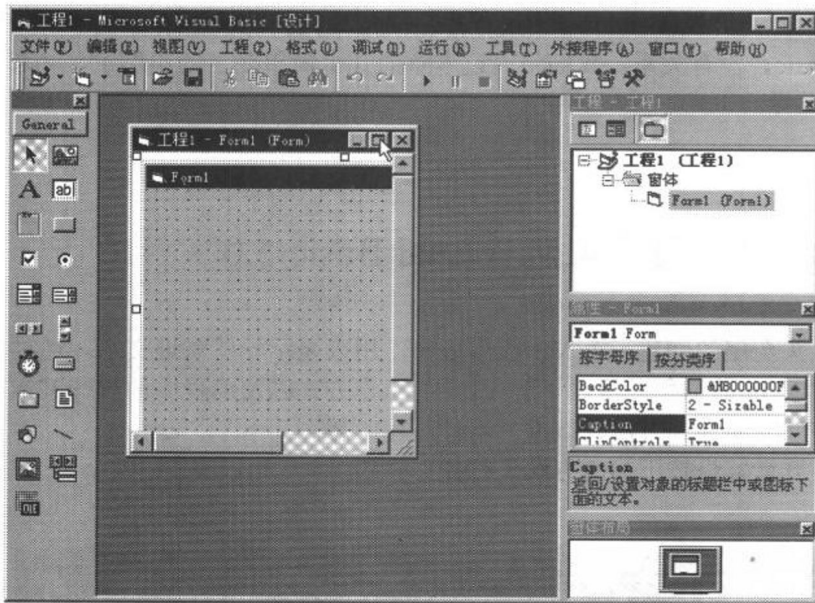 工程1 - Microsoft Visual Basic [设计]
文件(F) 编辑(E) 视图(V) 工程(P) 格式(O) 调试(D) 运行(R) 工具(T) 外接程序(A) 窗口(W) 帮助(H)
General
A
ab
OLE
工程1 - Form1 (Form)
Form1
工程 - 工程1
工程1 (工程1)
窗体
Form1 (Form1)
属性 - Form1
Form1 Form
按字母序 按分类序
BackColor &H8000000F
BorderStyle 2 - Sizable
Caption Form1
ClipControls True
Caption
返回/设置对象的标题栏中或图标下
面的文本。
窗体布局